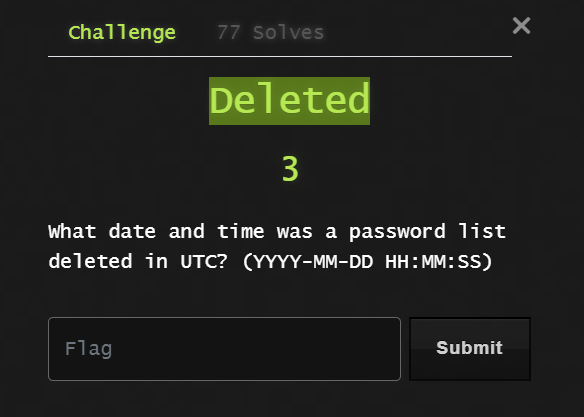 Challenge 77 Solves
×
Deleted
3
What date and time was a password list
deleted in UTC? (YYYY-MM-DD HH:MM:SS)
Flag Submit